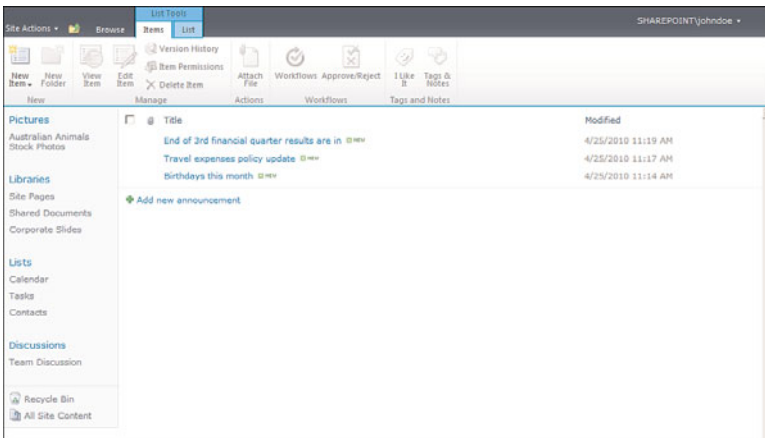 List Tools
Site Actions Browse Items List SHAREPOINT\johndoe
New Item New Folder View Item Edit Item Version History Item Permissions Delete Item Attach File Workflows Approve/Reject I Like It Tags & Notes
New Manage Actions Workflows Tags and Notes
Pictures
Australian Animals
Stock Photos
Libraries
Site Pages
Shared Documents
Corporate Slides
Lists
Calendar
Tasks
Contacts
Discussions
Team Discussion
Recycle Bin
All Site Content
Title Modified
End of 3rd financial quarter results are in NEW 4/25/2010 11:19 AM
Travel expenses policy update NEW 4/25/2010 11:17 AM
Birthdays this month NEW 4/25/2010 11:14 AM
Add new announcement